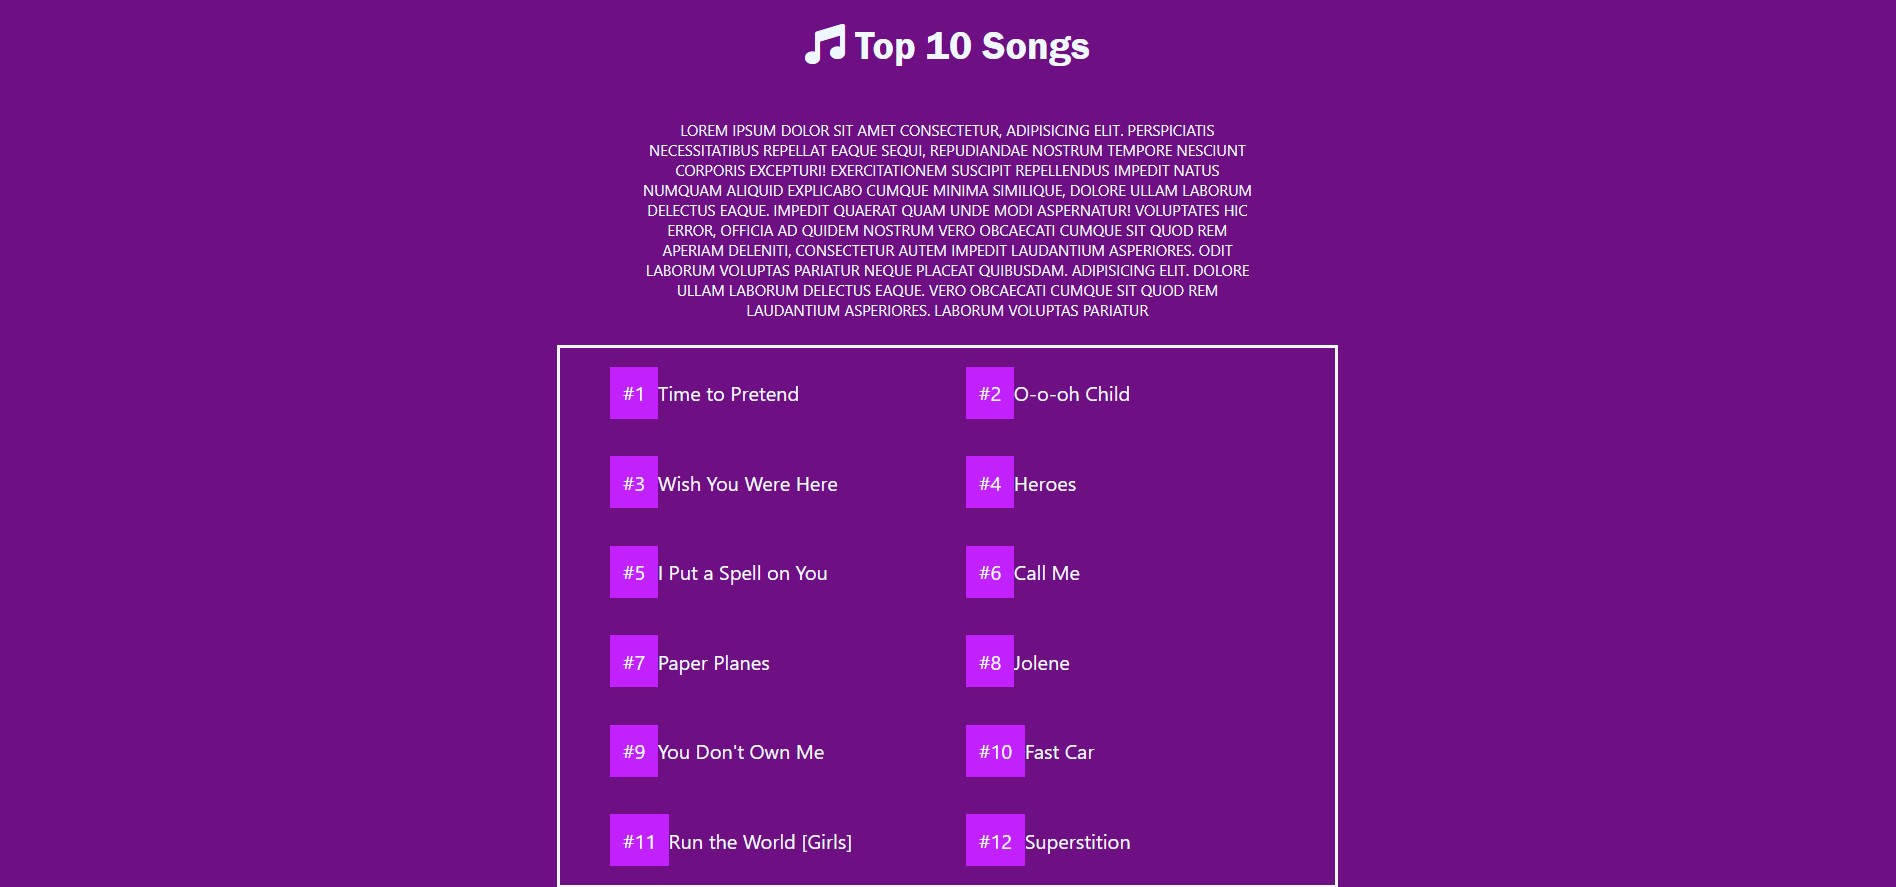 Top 10 Songs
LOREM IPSUM DOLOR SIT AMET CONSECTETUR, ADIPISICING ELIT. PERSPICIATIS
NECESSITATIBUS REPELLAT EAQUE SEQUI, REPUDIANDAE NOSTRUM TEMPORE NESCIUNT
CORPORIS EXCEPTURI! EXERCITATIONEM SUSCIPIT REPELLENDUS IMPEDIT NATUS
NUMQUAM ALIQUID EXPLICABO CUMQUE MINIMA SIMILIQUE, DOLORE ULLAM LABORUM
DELECTUS EAQUE. IMPEDIT QUAERAT QUAM UNDE MODI ASPERNATUR! VOLUPTATES HIC
ERROR, OFFICIA AD QUIDEM NOSTRUM VERO OBCAECATI CUMQUE SIT QUOD REM
APERIAM DELENITI, CONSECTETUR AUTEM IMPEDIT LAUDANTIUM ASPERIORES. ODIT
LABORUM VOLUPTAS PARIATUR NEQUE PLACEAT QUIBUSDAM. ADIPISICING ELIT. DOLORE
ULLAM LABORUM DELECTUS EAQUE. VERO OBCAECATI CUMQUE SIT QUOD REM
LAUDANTIUM ASPERIORES. LABORUM VOLUPTAS PARIATUR
#1 Time to Pretend
#2 O-o-oh Child
#3 Wish You Were Here
#4 Heroes
#5 I Put a Spell on You
#6 Call Me
#7 Paper Planes
#8 Jolene
#9 You Don't Own Me
#10 Fast Car
#11 Run the World [Girls]
#12 Superstition